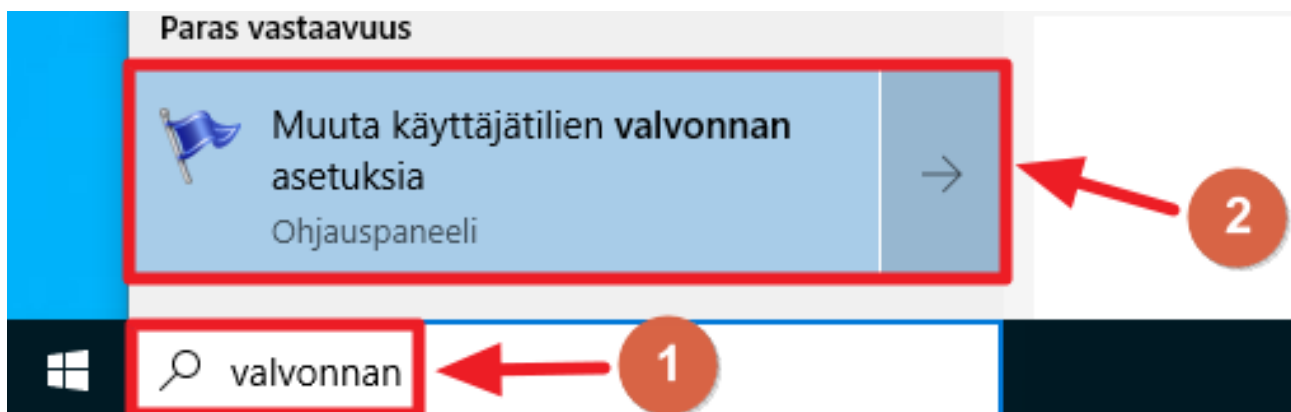 Paras vastaavuus
Muuta käyttäjätilien valvonnan
asetuksia
Ohjauspaneeli
2
valvonnan
1